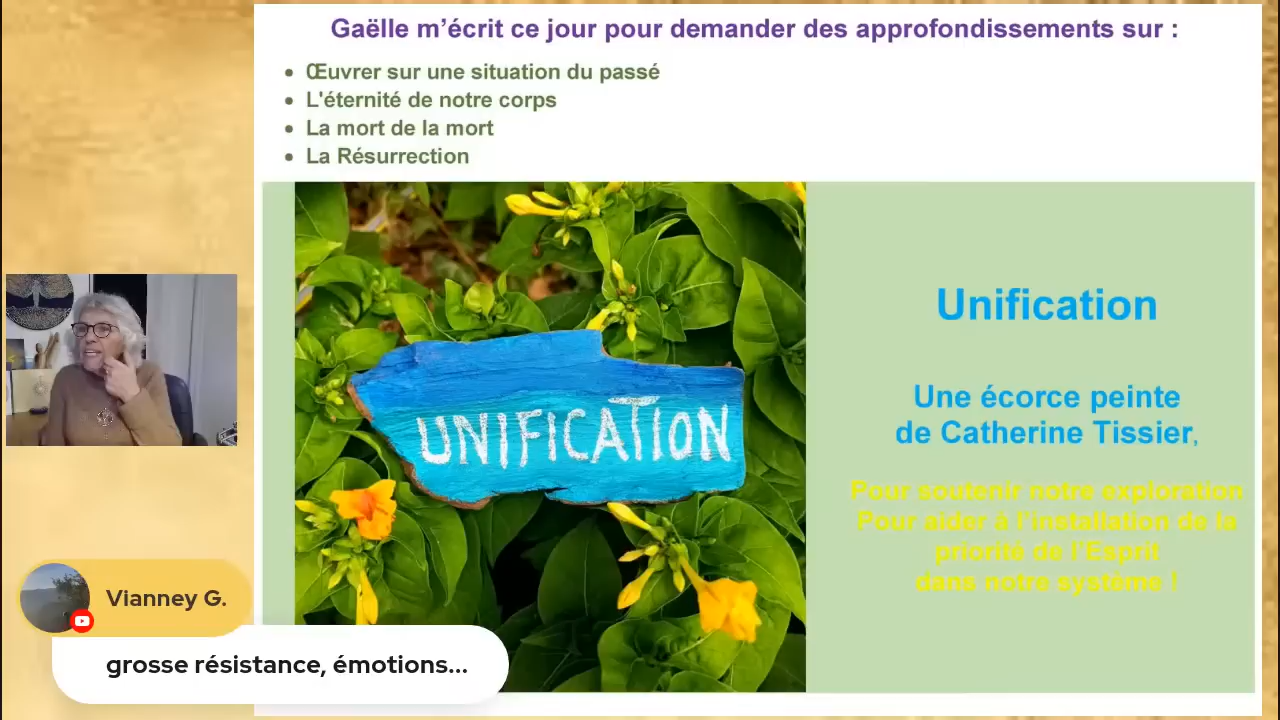 Gaëlle m’écrit ce jour pour demander des approfondissements sur :
• Œuvrer sur une situation du passé
• L'éternité de notre corps
• La mort de la mort
• La Résurrection
UNIFICATION
Unification
Une écorce peinte
de Catherine Tissier,
Pour soutenir notre exploration
Pour aider à l'installation de la
priorité de l'Esprit
dans notre système !
Vianney G.
grosse résistance, émotions...